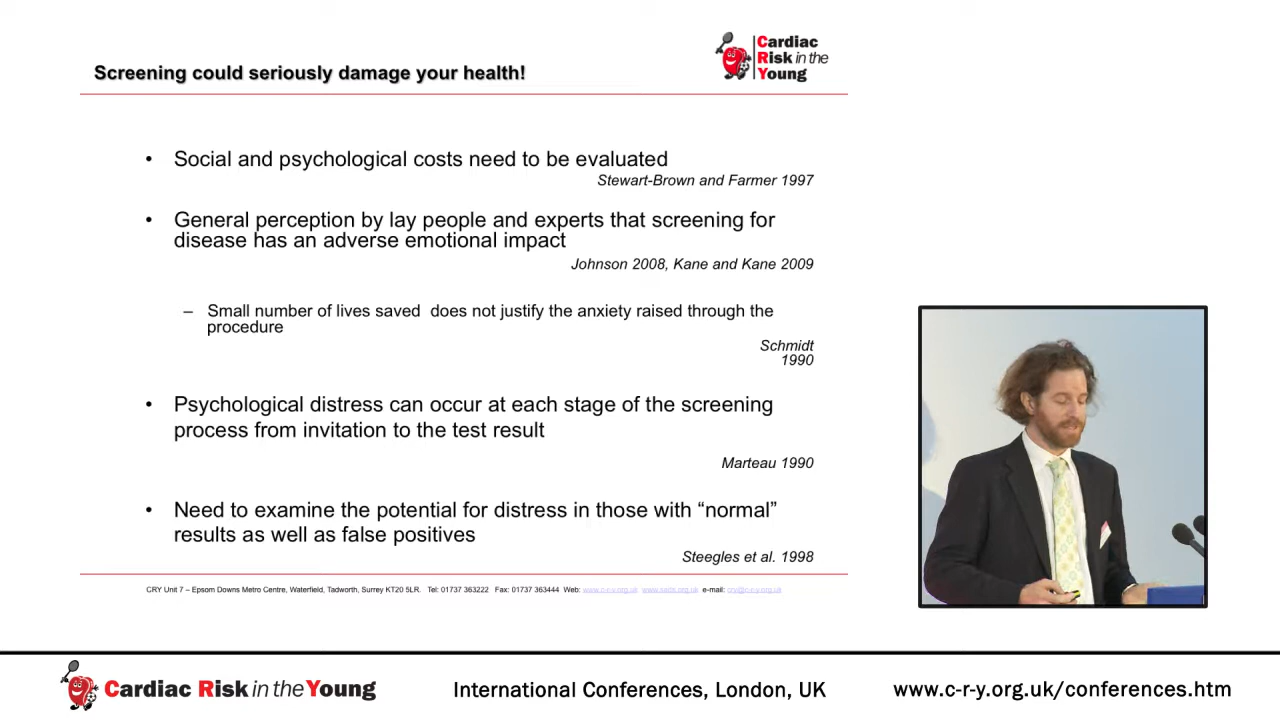 Screening could seriously damage your health!
Cardiac
Risk in the
Young
• Social and psychological costs need to be evaluated
Stewart-Brown and Farmer 1997
• General perception by lay people and experts that screening for
disease has an adverse emotional impact
Johnson 2008, Kane and Kane 2009
– Small number of lives saved does not justify the anxiety raised through the
procedure
Schmidt
1990
• Psychological distress can occur at each stage of the screening
process from invitation to the test result
Marteau 1990
• Need to examine the potential for distress in those with “normal”
results as well as false positives
Steegles et al. 1998
CRY Unit 7 – Epsom Downs Metro Centre, Waterfield, Tadworth, Surrey KT20 5LR. Tel: 01737 363222 Fax: 01737 363444 Web: www.c-r-y.org.uk e-mail: cry@c-r-y.org.uk
Cardiac Risk in the Young
International Conferences, London, UK
www.c-r-y.org.uk/conferences.htm